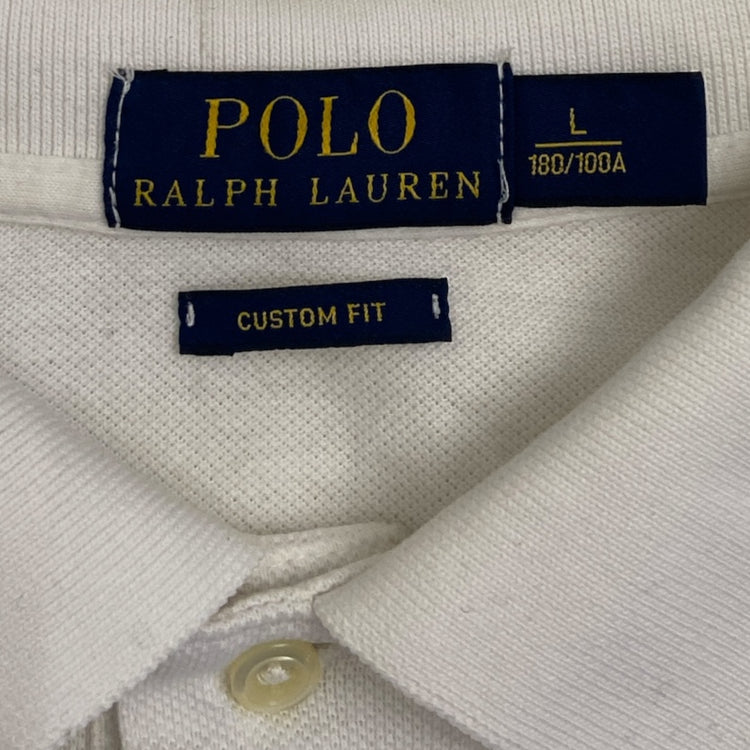 POLO
RALPH LAUREN
L
180/100A
CUSTOM FIT